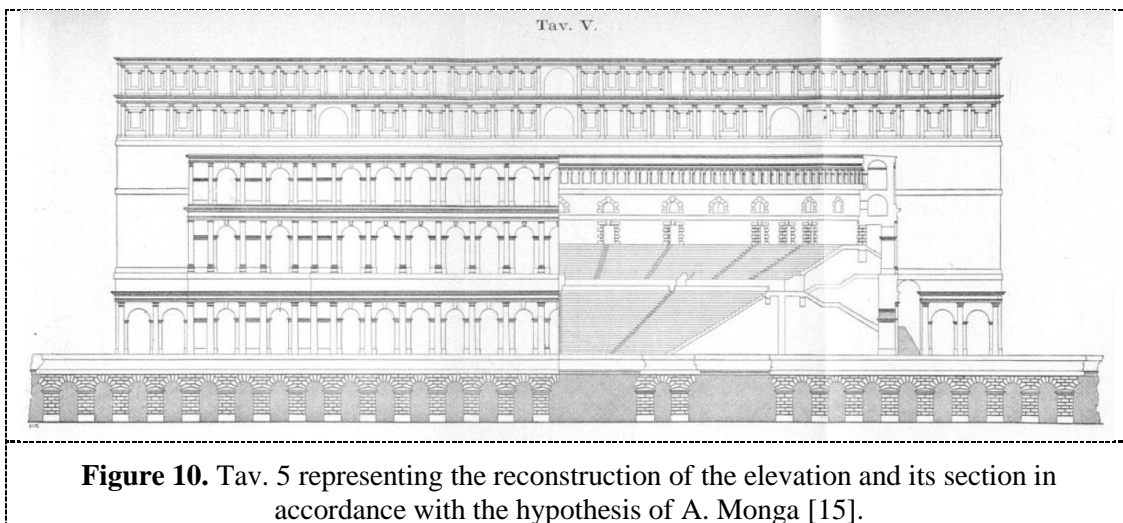 Tav. V.
Figure 10. Tav. 5 representing the reconstruction of the elevation and its section in
accordance with the hypothesis of A. Monga [15].